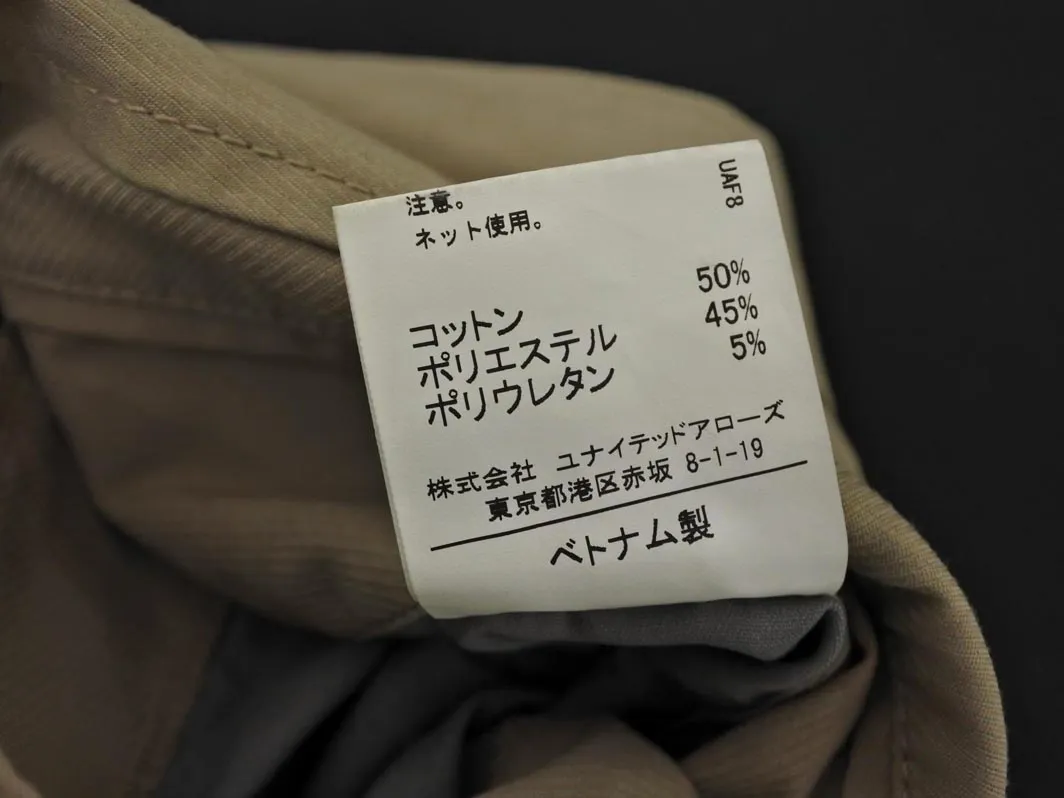 注意。
ネット使用。
UAF8
コットン 50%
ポリエステル 45%
ポリウレタン 5%
株式会社 ユナイテッドアローズ
東京都港区赤坂 8-1-19
ベトナム製